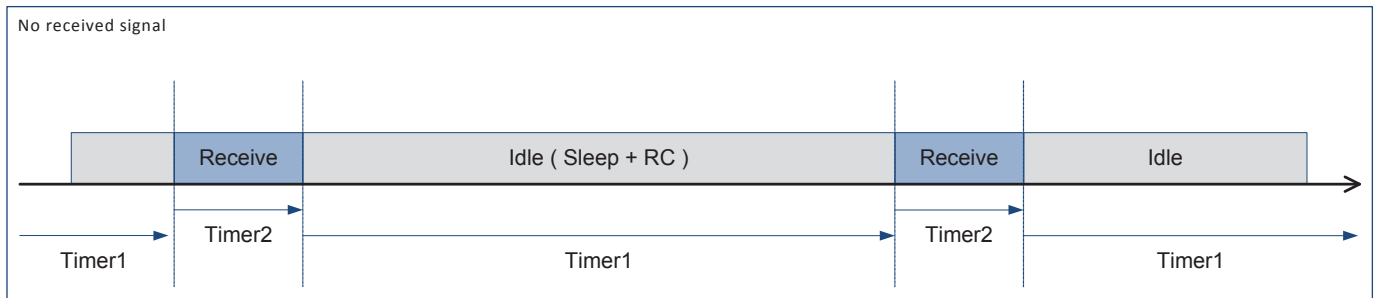 No received signal
Receive
Idle ( Sleep + RC )
Receive
Idle
Timer2
Timer2
Timer1
Timer1
Timer1